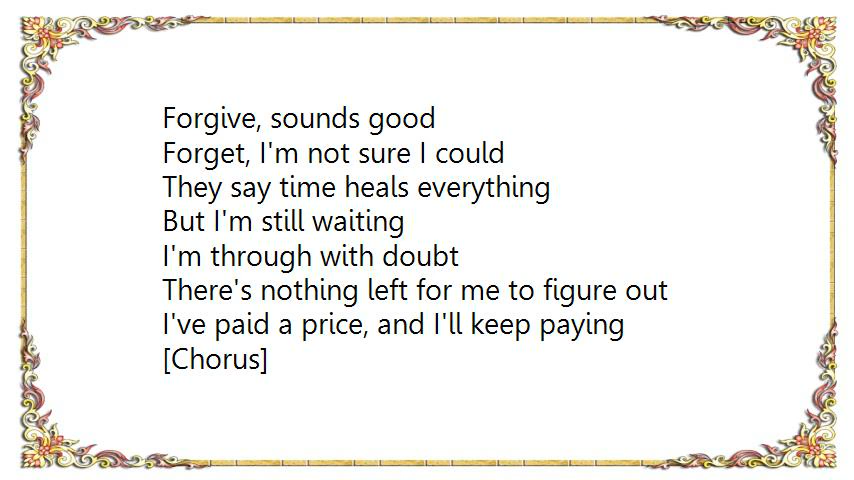 Forgive, sounds good
Forget, I'm not sure I could
They say time heals everything
But I'm still waiting
I'm through with doubt
There's nothing left for me to figure out
I've paid a price, and I'll keep paying
[Chorus]